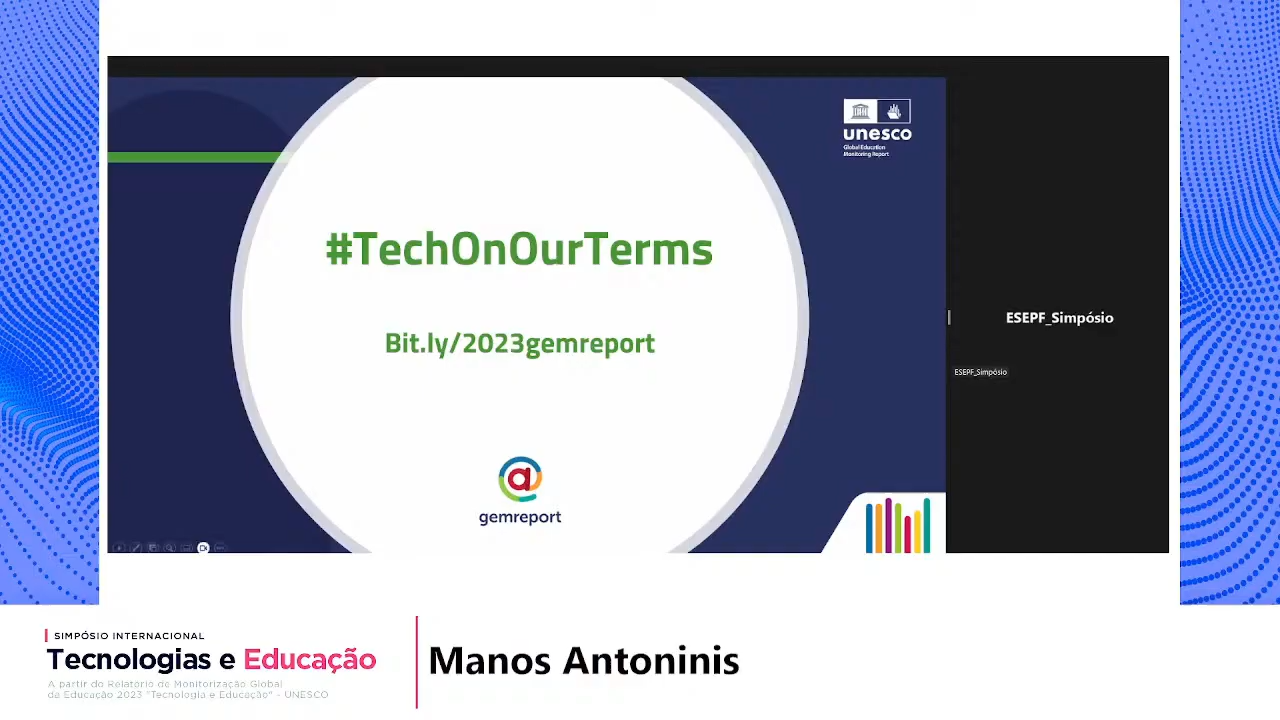 unesco
Global Education
Monitoring Report
#TechOnOurTerms
Bit.ly/2023gemreport
gemreport
ESEPF_Simpósio
ESEPF_Simpósio
SIMPÓSIO INTERNACIONAL
Tecnologias e Educação
A partir do Relatório de Monitorização Global
da Educação 2023 "Tecnologia e Educação" - UNESCO
Manos Antoninis